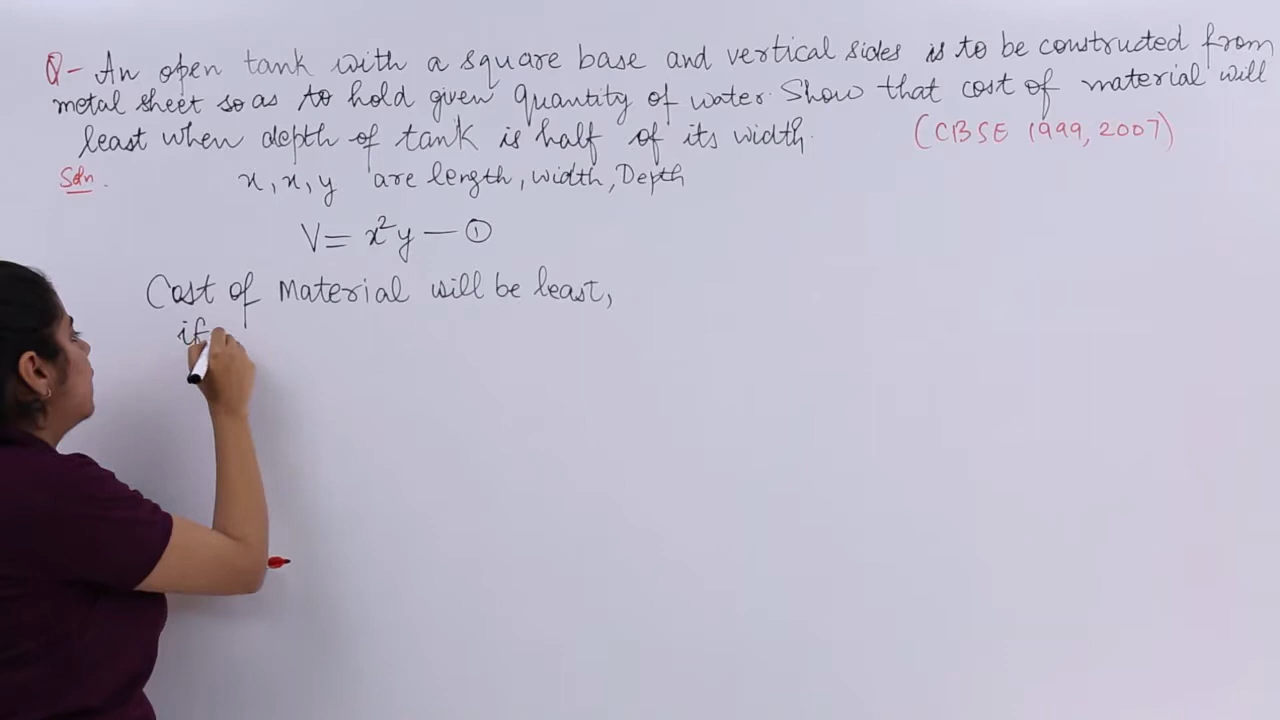 Q- An open tank with a square base and vertical sides is to be constructed from
metal sheet so as to hold given quantity of water. Show that cost of material will
least when depth of tank is half of its width. (CBSE 1999, 2007)
Soln. x, x, y are length, width, Depth
V = x²y — ①
Cost of Material will be least,
if